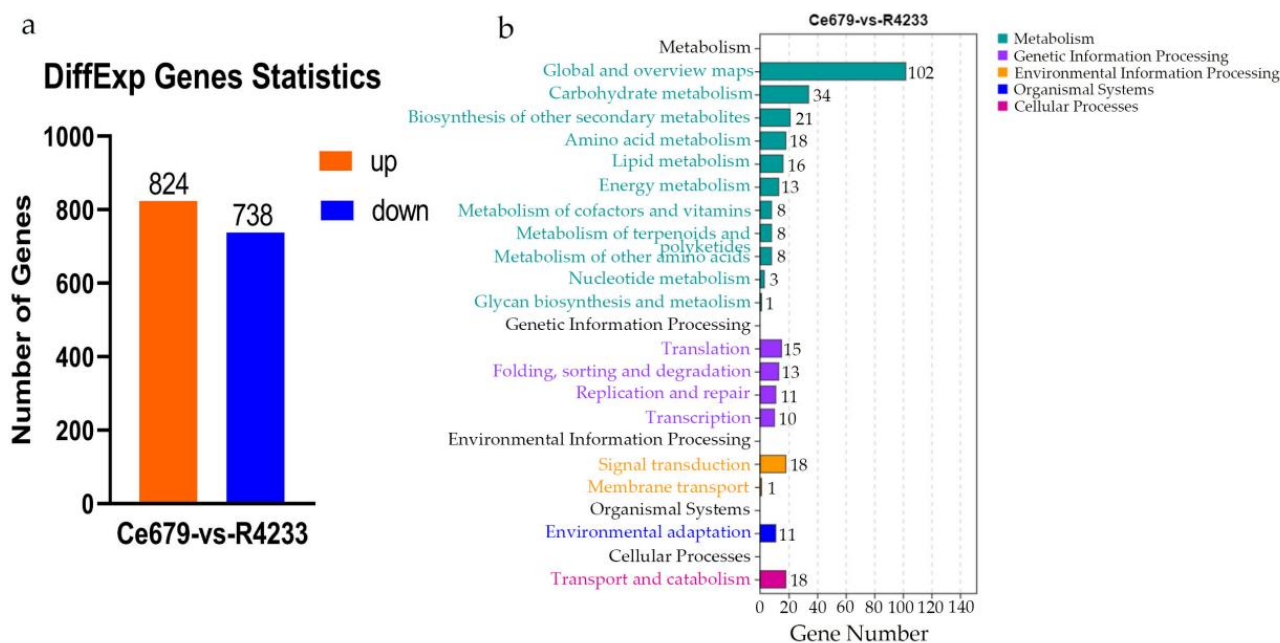 a
DiffExp Genes Statistics
Number of Genes
1000
800
600
400
200
0
824
738
up
down
Ce679-vs-R4233
b
Ce679-vs-R4233
Metabolism
Global and overview maps 102
Carbohydrate metabolism 34
Biosynthesis of other secondary metabolites 21
Amino acid metabolism 18
Lipid metabolism 16
Energy metabolism 13
Metabolism of cofactors and vitamins 8
Metabolism of terpenoids and 8
polyketides
Metabolism of other amino acids 8
Nucleotide metabolism 3
Glycan biosynthesis and metaolism 1
Genetic Information Processing
Translation 15
Folding, sorting and degradation 13
Replication and repair 11
Transcription 10
Environmental Information Processing
Signal transduction 18
Membrane transport 1
Organismal Systems
Environmental adaptation 11
Cellular Processes
Transport and catabolism 18
0 20 40 60 80 100 120 140
Gene Number
Metabolism
Genetic Information Processing
Environmental Information Processing
Organismal Systems
Cellular Processes